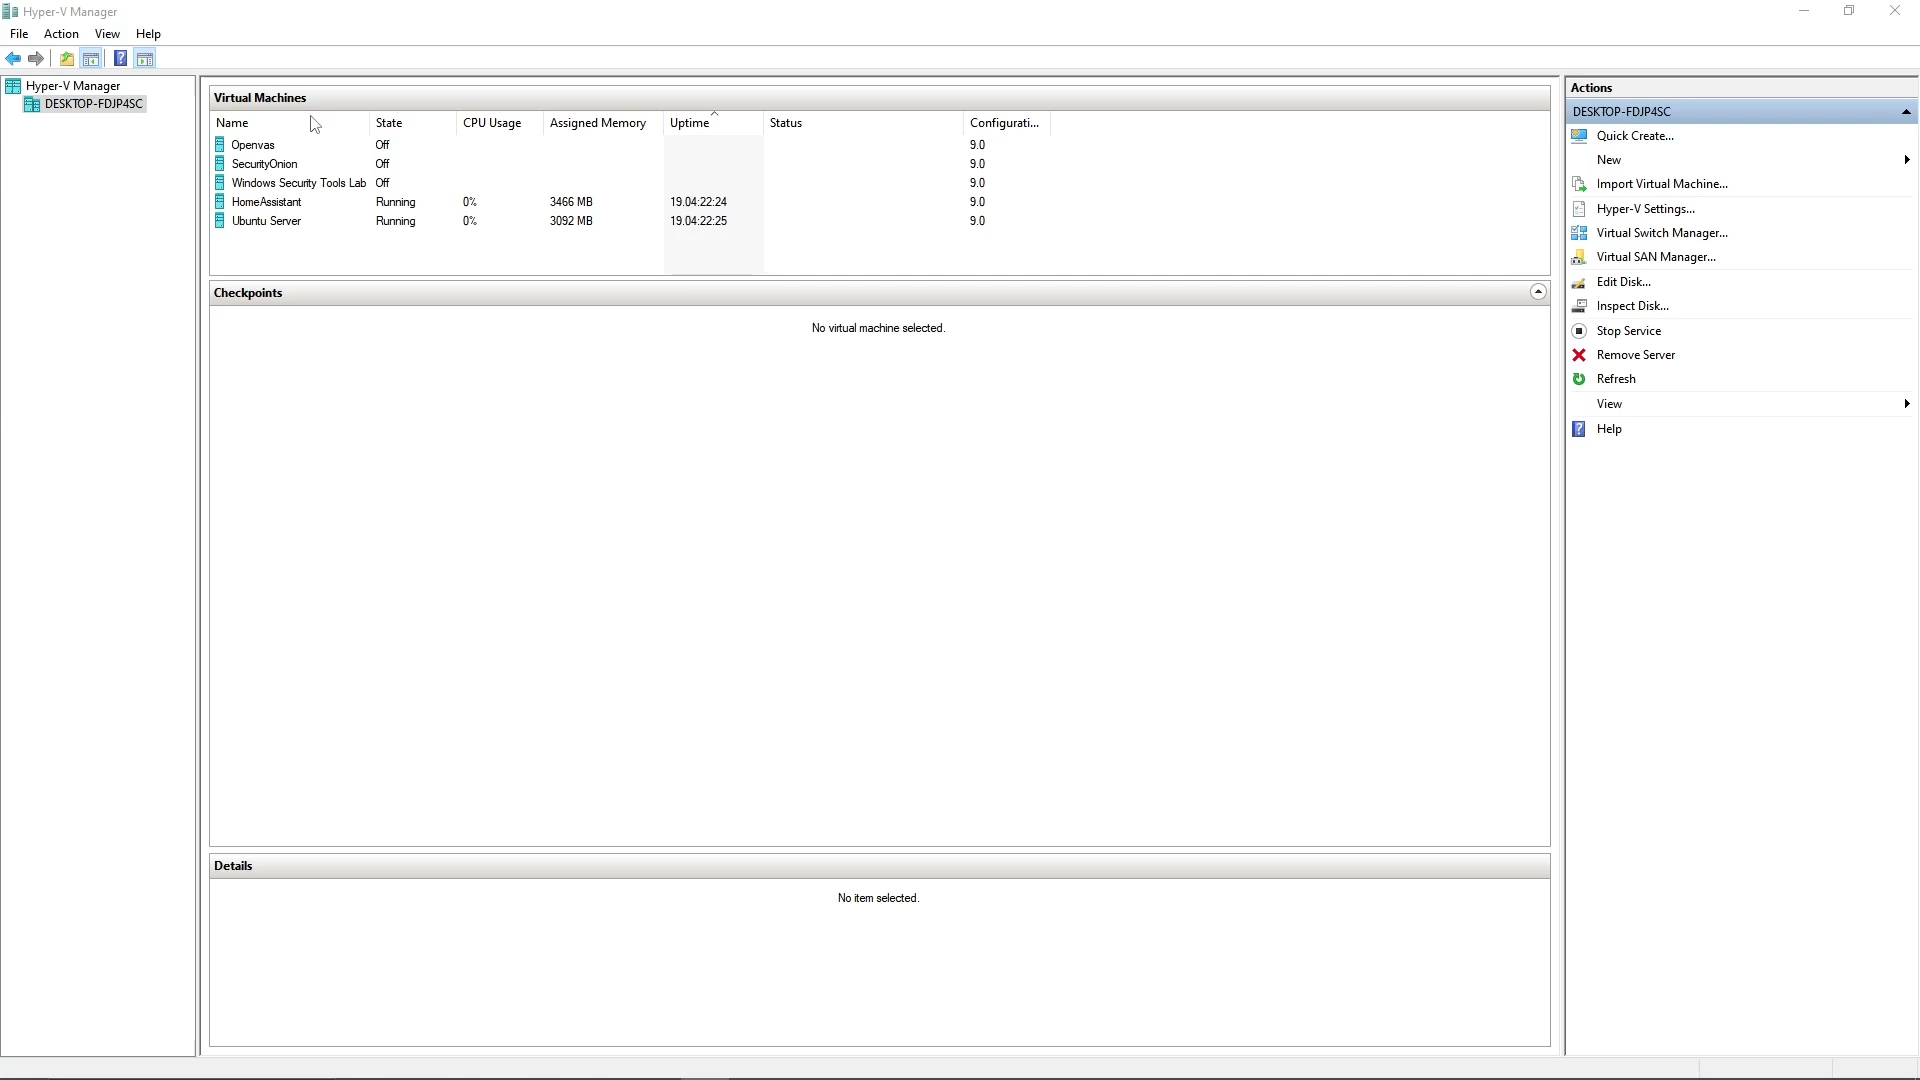 Hyper-V Manager
File Action View Help
Hyper-V Manager
DESKTOP-FDJP4SC
Virtual Machines
Name State CPU Usage Assigned Memory Uptime Status Configurati...
Openvas Off 9.0
SecurityOnion Off 9.0
Windows Security Tools Lab Off 9.0
HomeAssistant Running 0% 3466 MB 19.04:22:24 9.0
Ubuntu Server Running 0% 3092 MB 19.04:22:25 9.0
Checkpoints
No virtual machine selected.
Details
No item selected.
Actions
DESKTOP-FDJP4SC
Quick Create...
New
Import Virtual Machine...
Hyper-V Settings...
Virtual Switch Manager...
Virtual SAN Manager...
Edit Disk...
Inspect Disk...
Stop Service
Remove Server
Refresh
View
Help